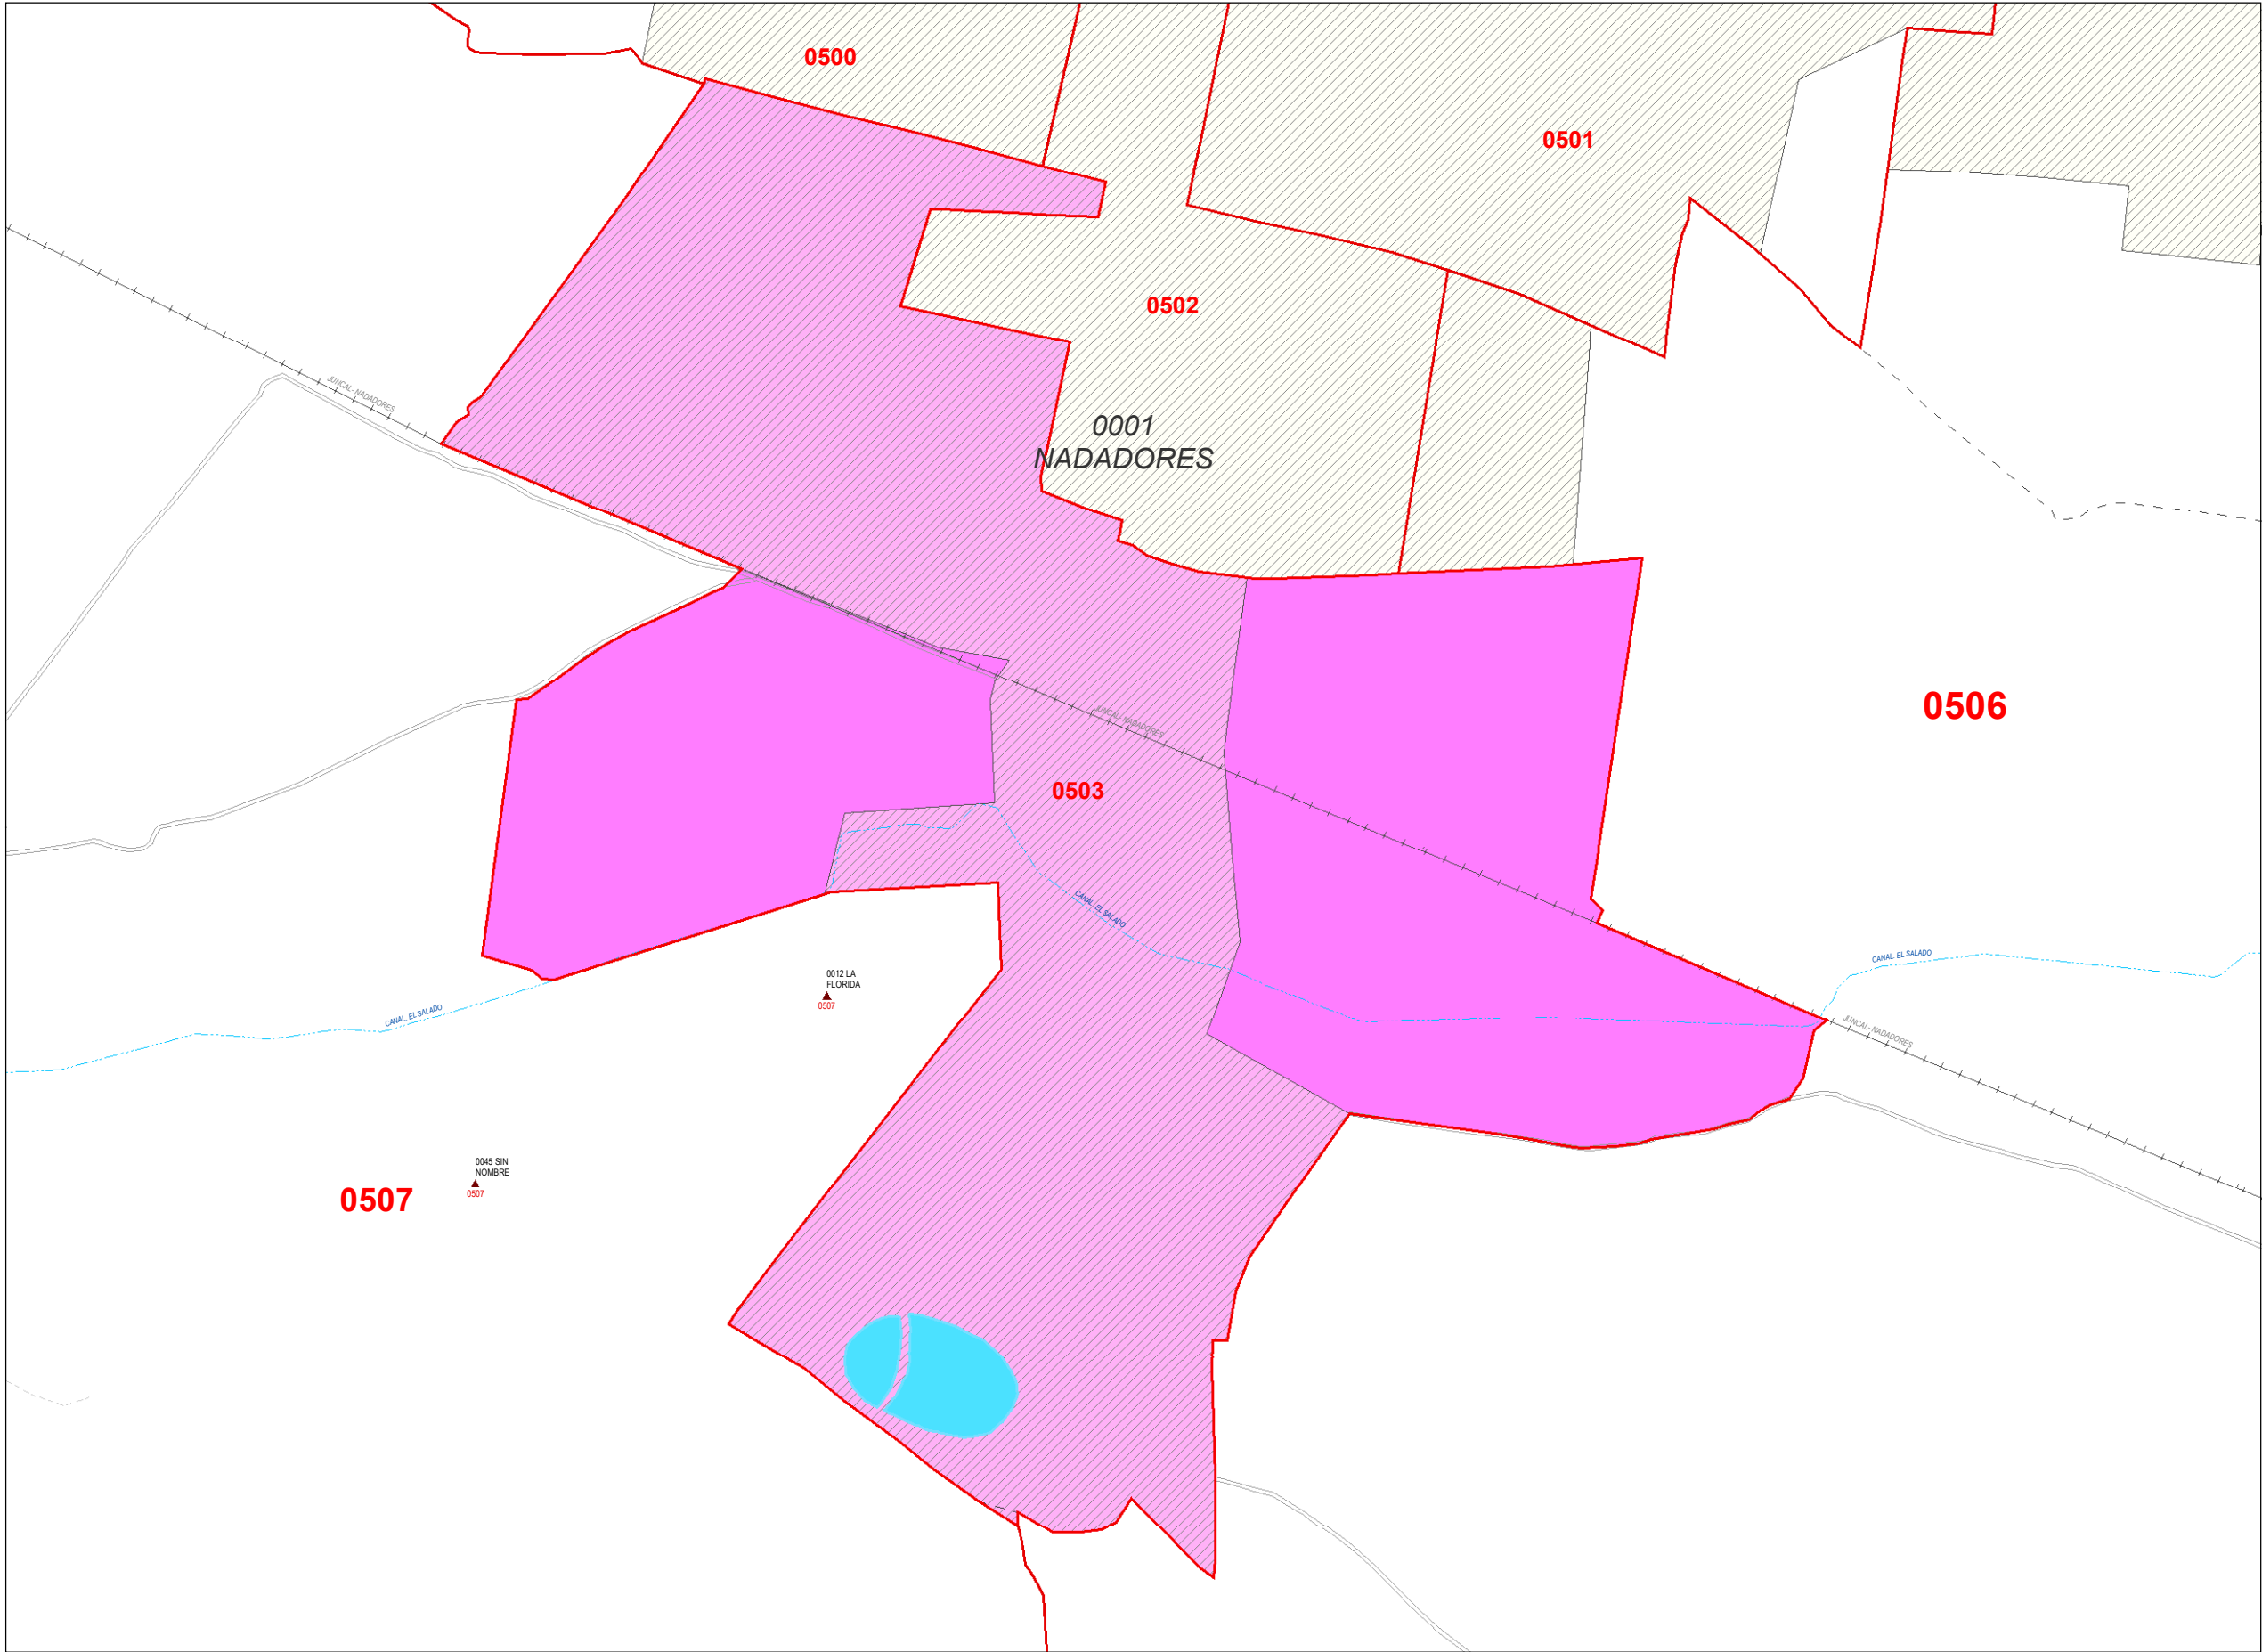 0500
0501
0502
JUNCAL- NADADORES
0001
NADADORES
0506
JUNCAL- NADADORES
0503
CANAL EL SALADO
CANAL EL SALADO
0012 LA
FLORIDA
0507
CANAL EL SALADO
JUNCAL- NADADORES
0045 SIN
NOMBRE
0507
0507